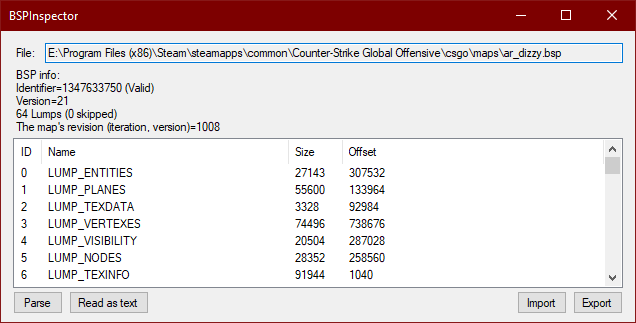 BSPInspector
File: E:\Program Files (x86)\Steam\steamapps\common\Counter-Strike Global Offensive\csgo\maps\ar_dizzy.bsp
BSP info:
Identifier=1347633750 (Valid)
Version=21
64 Lumps (0 skipped)
The map's revision (iteration, version)=1008
ID Name Size Offset
0 LUMP_ENTITIES 27143 307532
1 LUMP_PLANES 55600 133964
2 LUMP_TEXDATA 3328 92984
3 LUMP_VERTEXES 74496 738676
4 LUMP_VISIBILITY 20504 287028
5 LUMP_NODES 28352 258560
6 LUMP_TEXINFO 91944 1040
Parse Read as text Import Export